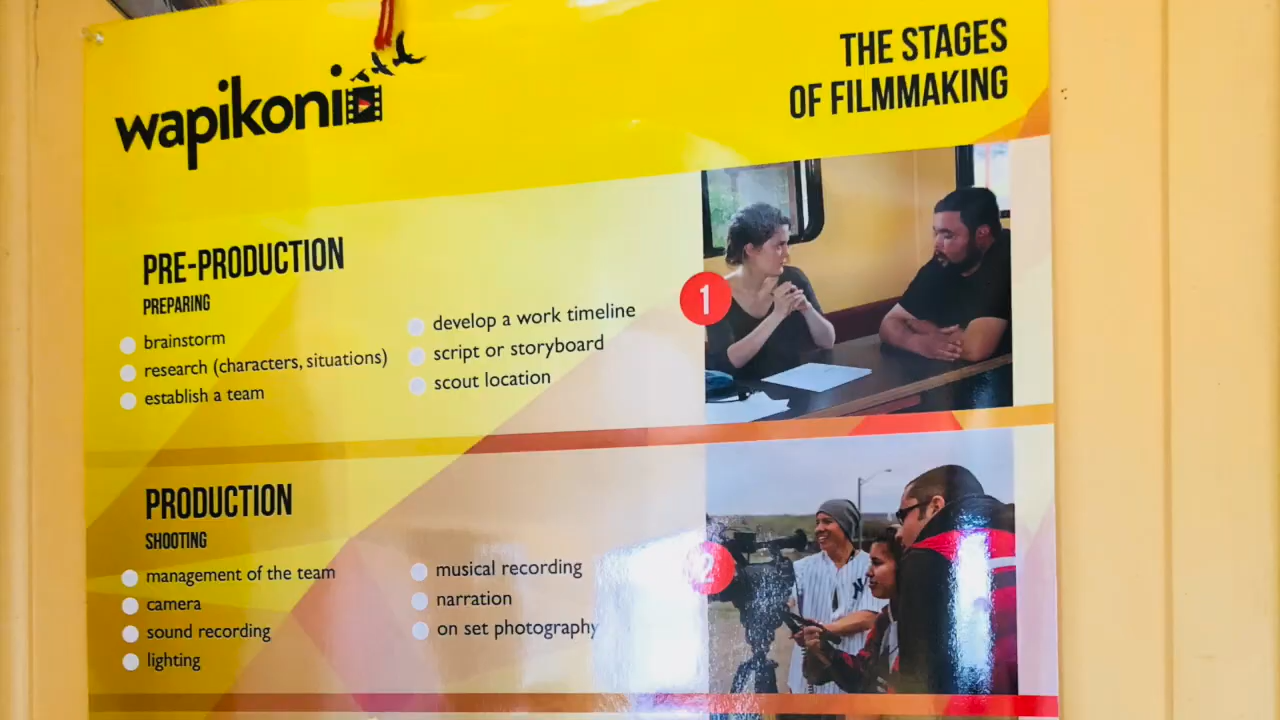 wapikoni
THE STAGES
OF FILMMAKING
PRE-PRODUCTION
PREPARING
brainstorm
research (characters, situations)
establish a team
develop a work timeline
script or storyboard
scout location
1
PRODUCTION
SHOOTING
management of the team
camera
sound recording
lighting
musical recording
narration
on set photography
2